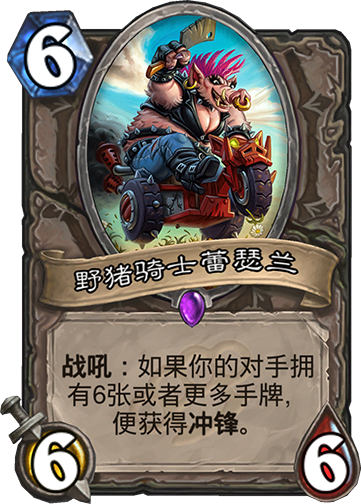 6
野猪骑士蕾瑟兰
战吼：如果你的对手拥
有6张或者更多手牌，
便获得冲锋。
6
6